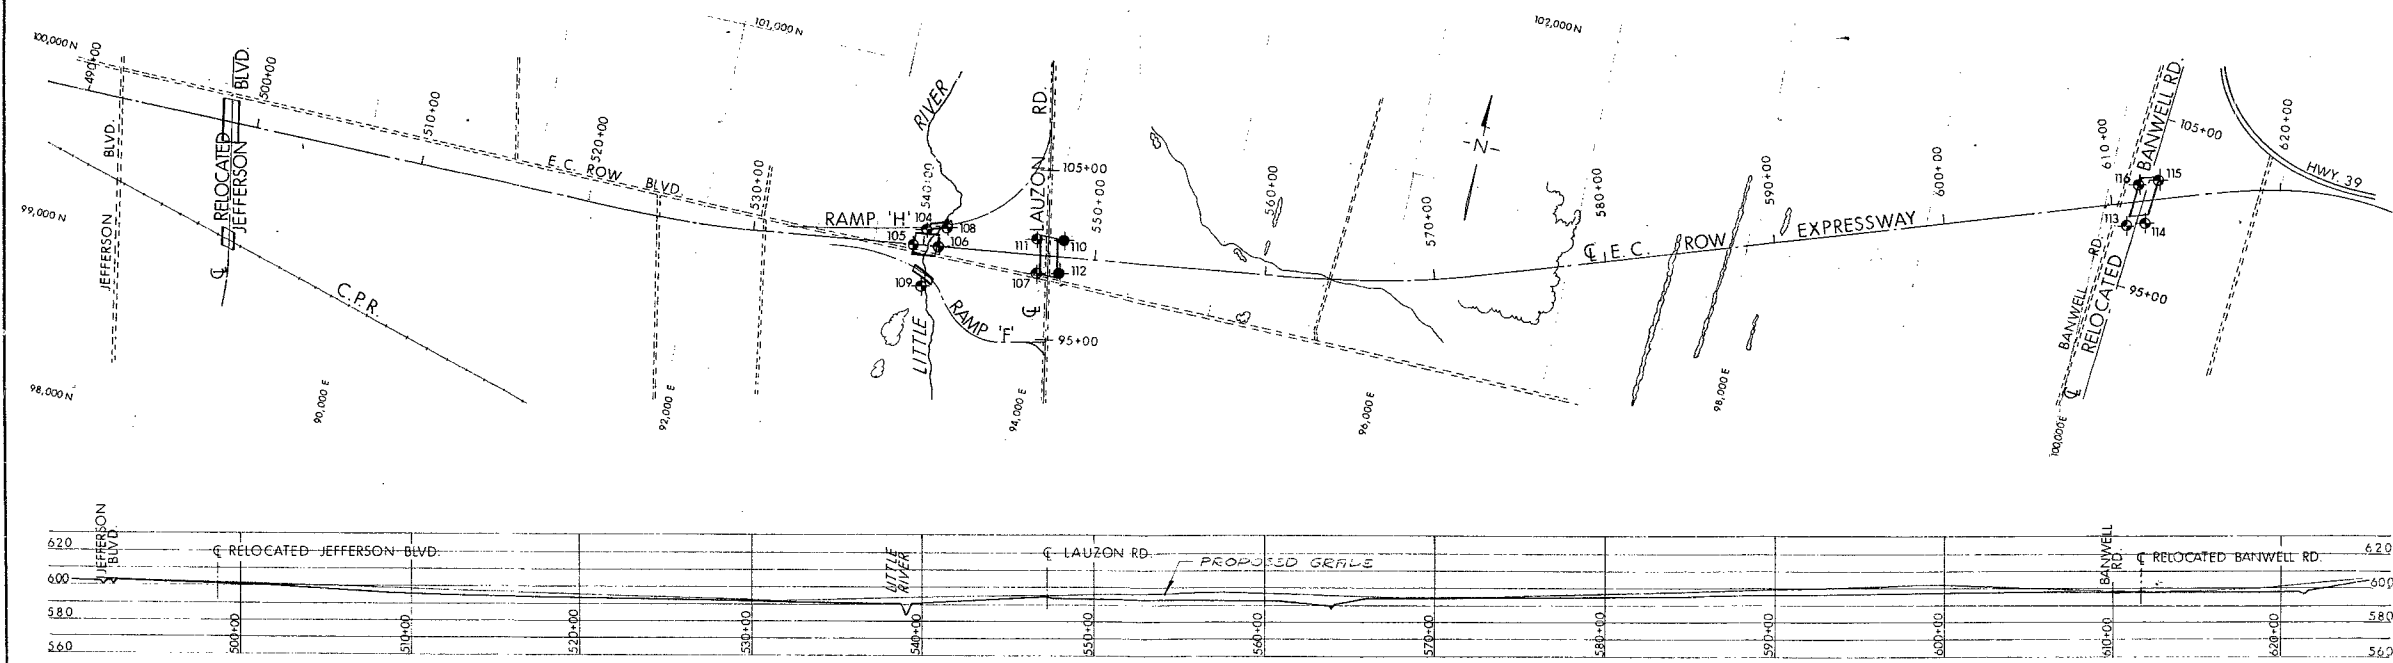 101,000 N
102,000 N
100,000 N
490+00
BLVD.
500+00
510+00
520+00
530+00
540+00
RIVER
RD.
105+00
550+00
560+00
570+00
580+00
590+00
600+00
610+00
620+00
BANWELL RD.
105+00
HWY. 39
N
JEFFERSON BLVD.
RELOCATED JEFFERSON
E.C. ROW BLVD.
RAMP 'H'
104
108
105
106
109
LAUZON
111
110
107
112
116
115
113
114
℄ E.C. ROW EXPRESSWAY
99,000 N
℄
C.P.R.
LITTLE
RAMP 'F'
℄
95+00
95+00
BANWELL RD.
℄ RELOCATED
98,000 N
90,000 E
92,000 E
94,000 E
96,000 E
98,000 E
100,000 E
JEFFERSON BLVD.
℄ RELOCATED JEFFERSON BLVD.
LITTLE RIVER
℄ LAUZON RD.
PROPOSED GRADE
BANWELL RD.
℄ RELOCATED BANWELL RD.
620
620
600
600
580
580
560
560
500+00
510+00
520+00
530+00
540+00
550+00
560+00
570+00
580+00
590+00
600+00
610+00
620+00